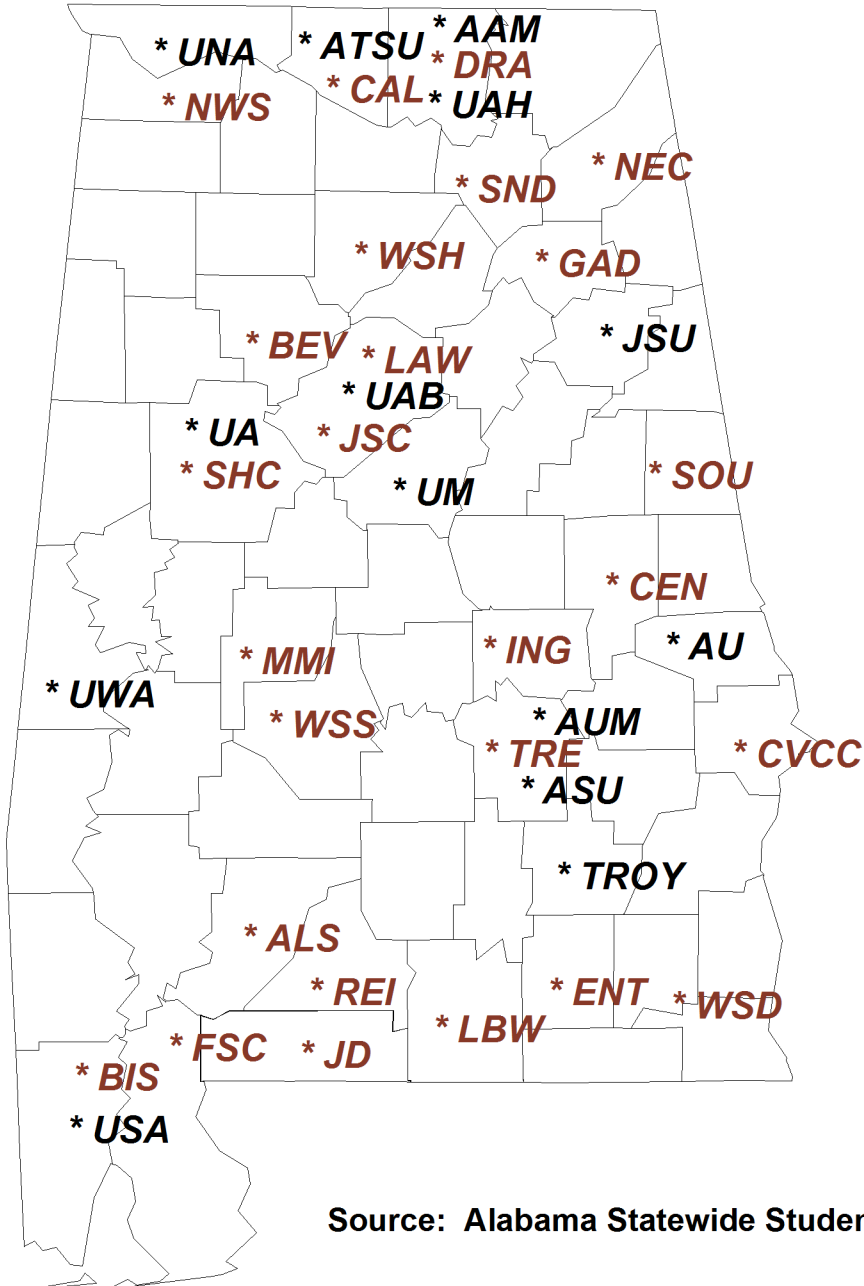 * AAM
* UNA
* ATSU
* DRA
* CAL
* NWS
* UAH
* NEC
* SND
* WSH
* GAD
* BEV
* JSU
* LAW
* UAB
* UA
* JSC
* SHC
* SOU
* UM
* CEN
* ING
* AU
* MMI
* UWA
* AUM
* WSS
* TRE
* CVCC
* ASU
* TROY
* ALS
* REI
* ENT
* WSD
* LBW
* FSC
* JD
* BIS
* USA
Source: Alabama Statewide Studen